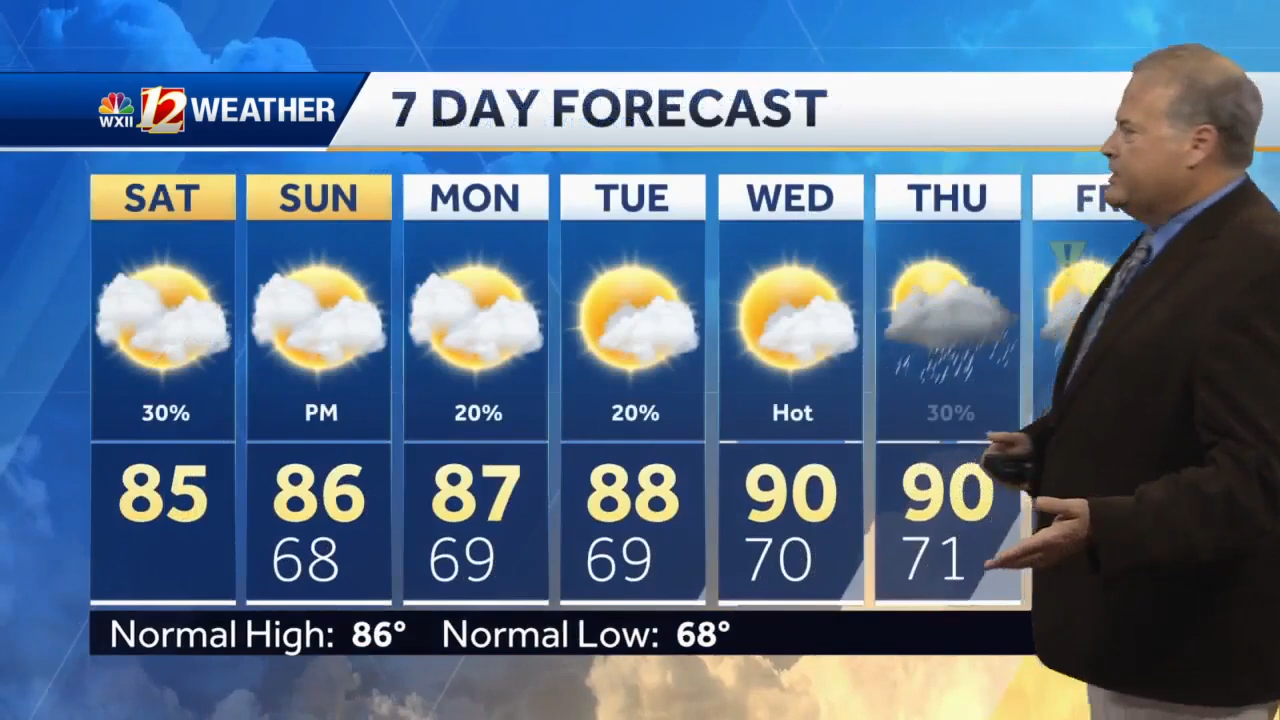 WXII 12 WEATHER
7 DAY FORECAST
SAT SUN MON TUE WED THU
30% PM 20% 20% Hot 30%
85 86 87 88 90 90
68 69 69 70 71
Normal High: 86° Normal Low: 68°